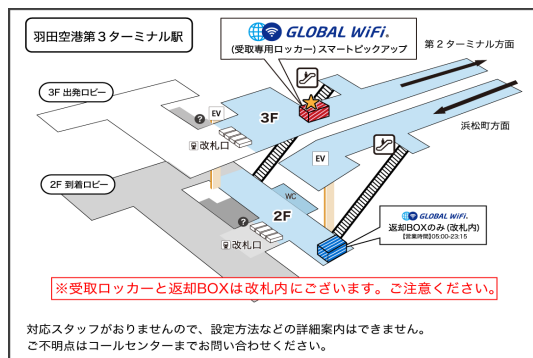 羽田空港第3ターミナル駅
GLOBAL WiFi®
(受取専用ロッカー) スマートピックアップ
第2ターミナル方面
3F 出発ロビー
3F
EV
?
改札口
浜松町方面
EV
2F 到着ロビー
WC
2F
?
改札口
GLOBAL WiFi®
返却BOXのみ (改札内)
【営業時間】05:00-23:15
※受取ロッカーと返却BOXは改札内にございます。ご注意ください。
対応スタッフがおりませんので、設定方法などの詳細案内はできません。
ご不明点はコールセンターまでお問い合わせください。